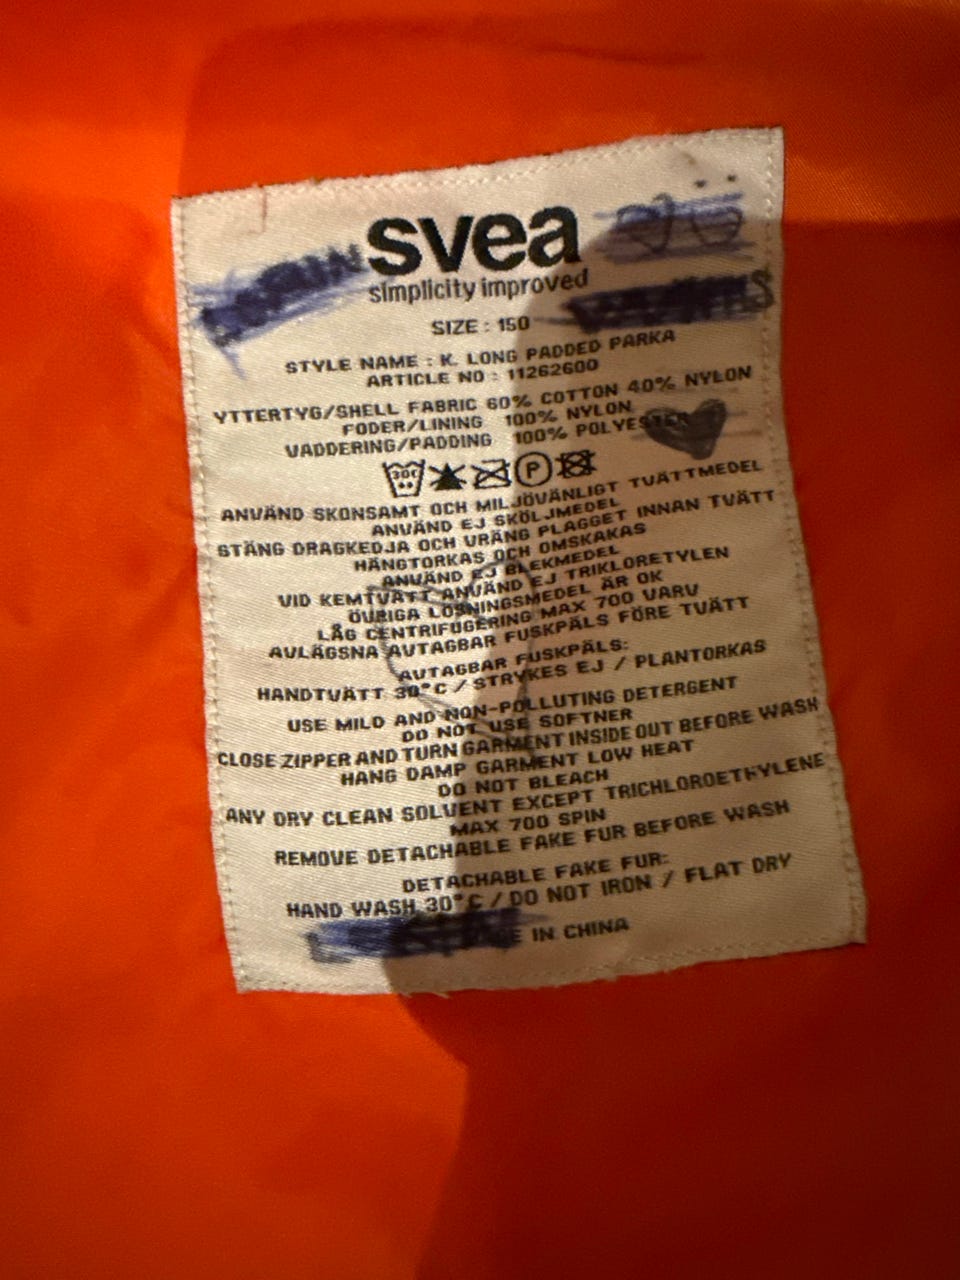 svea
simplicity improved
SIZE : 150
STYLE NAME : K. LONG PADDED PARKA
ARTICLE NO : 11262600
YTTERTYG/SHELL FABRIC 60% COTTON 40% NYLON
FODER/LINING 100% NYLON
VADDERING/PADDING 100% POLYESTER
30C P
ANVÄND SKONSAMT OCH MILJÖVÄNLIGT TVÄTTMEDEL
ANVÄND EJ SKÖLJMEDEL
STÄNG DRAGKEDJA OCH VRÄNG PLAGGET INNAN TVÄTT
HÄNGTORKAS OCH OMSKAKAS
ANVÄND EJ BLEKMEDEL
VID KEMTVÄTT ANVÄND EJ TRIKLORETYLEN
ÖVRIGA LÖSNINGSMEDEL ÄR OK
LÅG CENTRIFUGERING MAX 700 VARV
AVLÄGSNA AVTAGBAR FUSKPÄLS FÖRE TVÄTT
AVTAGBAR FUSKPÄLS:
HANDTVÄTT 30°C / STRYKES EJ / PLANTORKAS
USE MILD AND NON-POLLUTING DETERGENT
DO NOT USE SOFTNER
CLOSE ZIPPER AND TURN GARMENT INSIDE OUT BEFORE WASH
HANG DAMP GARMENT LOW HEAT
DO NOT BLEACH
ANY DRY CLEAN SOLVENT EXCEPT TRICHLOROETHYLENE
MAX 700 SPIN
REMOVE DETACHABLE FAKE FUR BEFORE WASH
DETACHABLE FAKE FUR:
HAND WASH 30°C / DO NOT IRON / FLAT DRY
IN CHINA